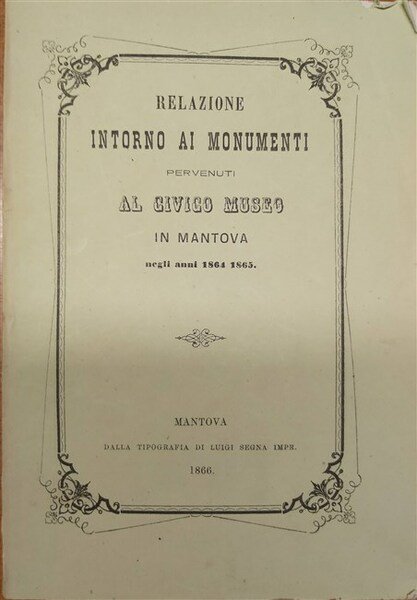 RELAZIONE
INTORNO AI MONUMENTI
PERVENUTI
AL CIVICO MUSEO
IN MANTOVA
negli anni 1864 1865.
MANTOVA
DALLA TIPOGRAFIA DI LUIGI SEGNA IMPR.
1866.